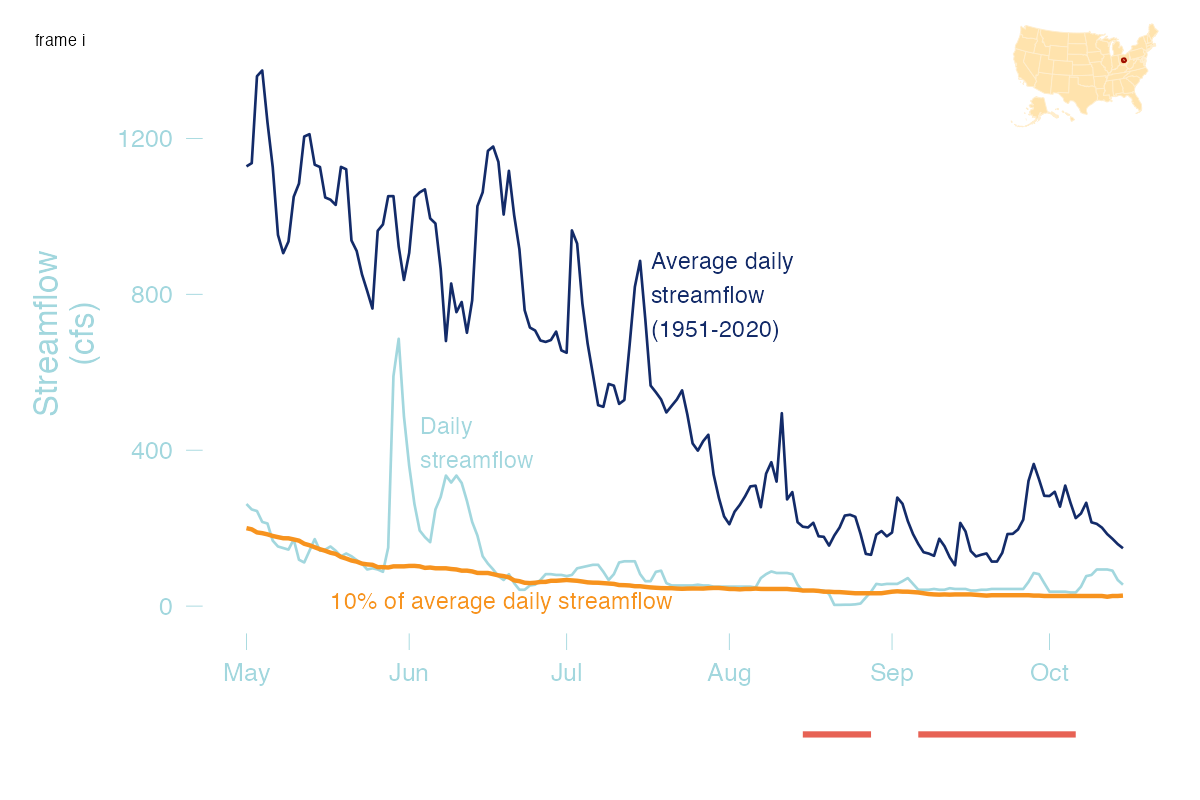 frame i
Streamflow
(cfs)
1200
800
400
0
Average daily
streamflow
(1951-2020)
Daily
streamflow
10% of average daily streamflow
May Jun Jul Aug Sep Oct